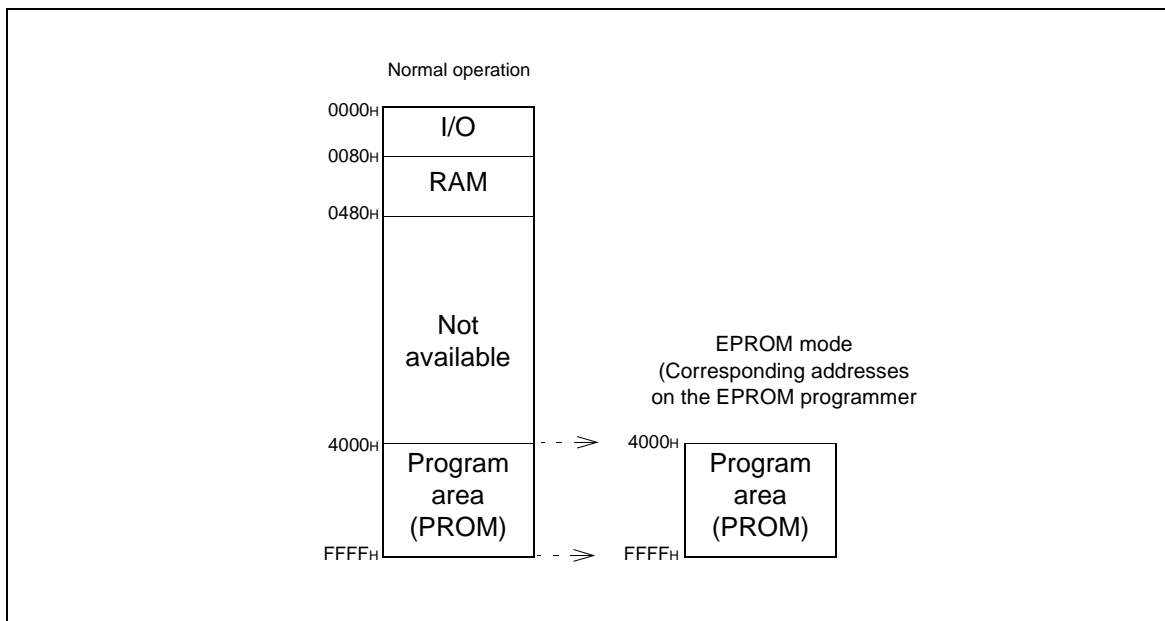 Normal operation
0000H
I/O
0080H
RAM
0480H
Not
available
4000H
Program
area
(PROM)
FFFFH
EPROM mode
(Corresponding addresses
on the EPROM programmer
4000H
Program
area
(PROM)
FFFFH